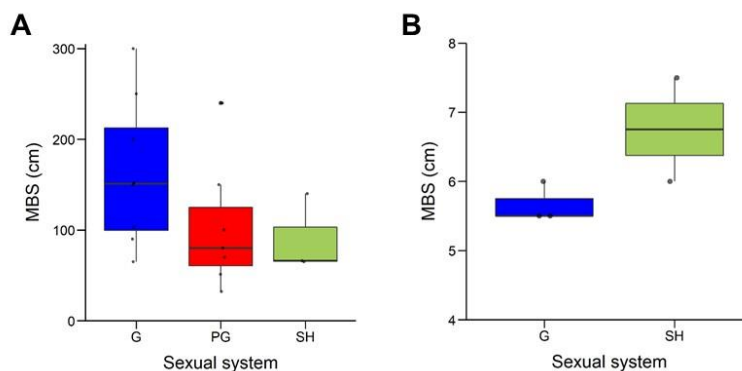 A
MBS (cm)
300
200
100
0
G PG SH
Sexual system
B
MBS (cm)
8
7
6
5
4
G SH
Sexual system